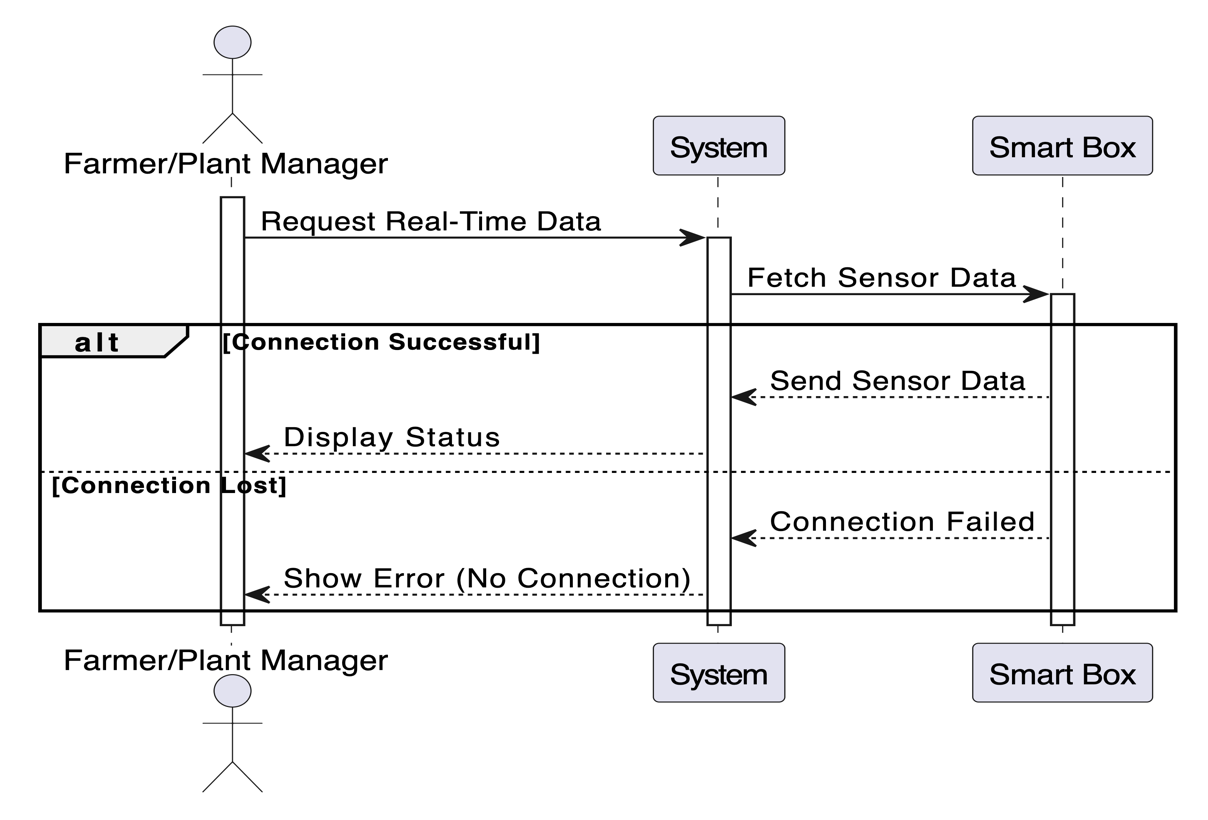 Farmer/Plant Manager
System
Smart Box
Request Real-Time Data
Fetch Sensor Data
alt
[Connection Successful]
Send Sensor Data
Display Status
[Connection Lost]
Connection Failed
Show Error (No Connection)
Farmer/Plant Manager
System
Smart Box